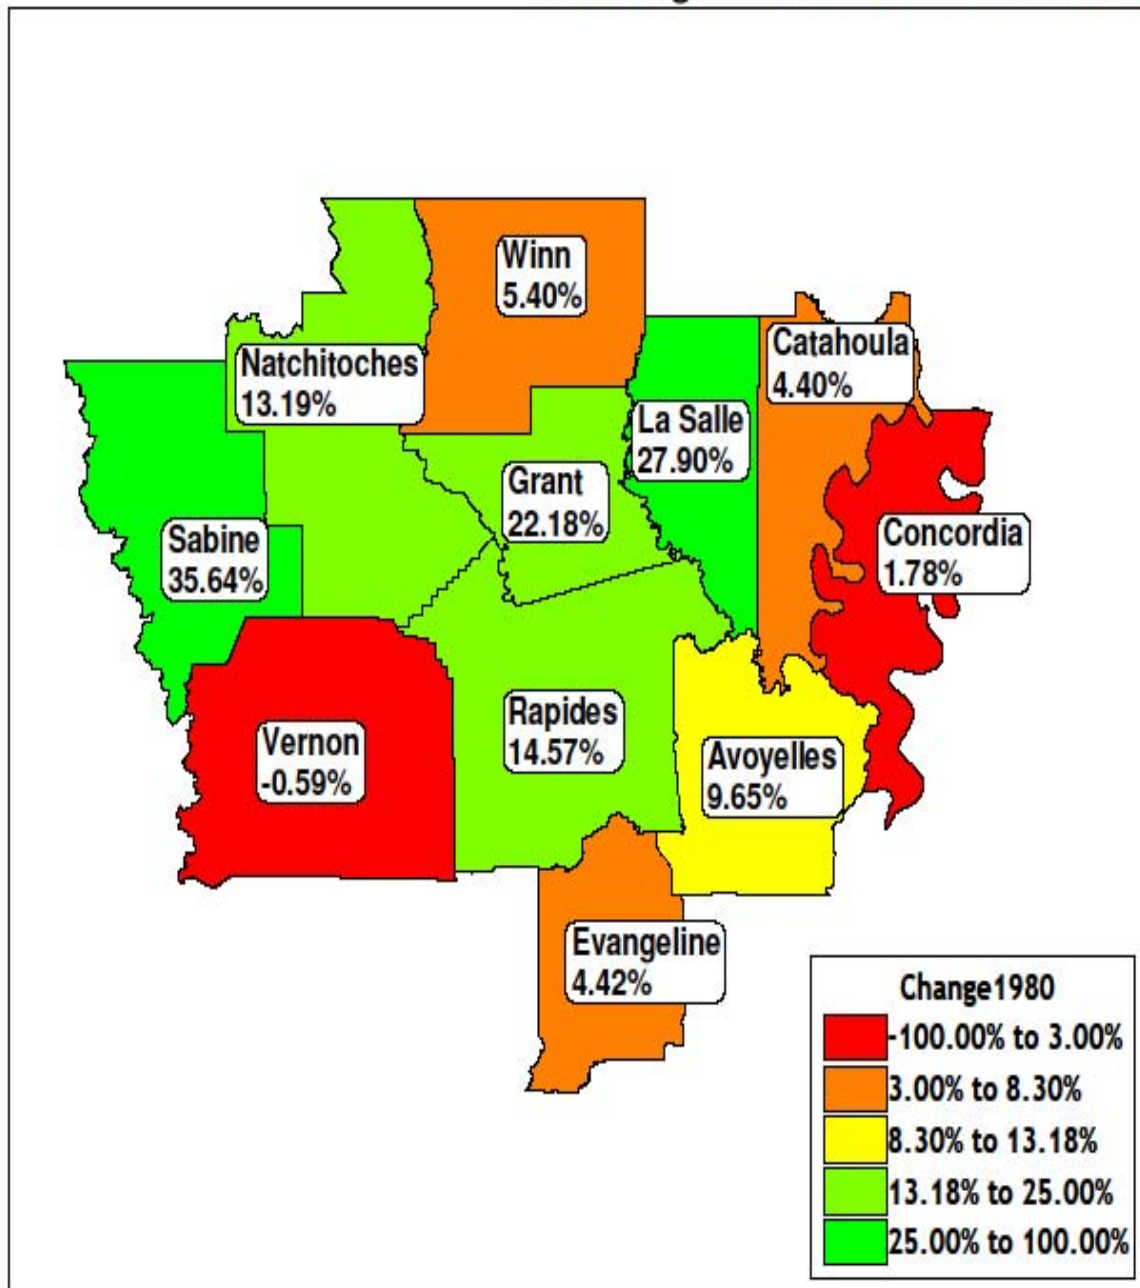 Winn
5.40%
Catahoula
4.40%
Natchitoches
13.19%
La Salle
27.90%
Grant
22.18%
Concordia
1.78%
Sabine
35.64%
Rapides
14.57%
Vernon
-0.59%
Avoyelles
9.65%
Evangeline
4.42%
Change1980
-100.00% to 3.00%
3.00% to 8.30%
8.30% to 13.18%
13.18% to 25.00%
25.00% to 100.00%